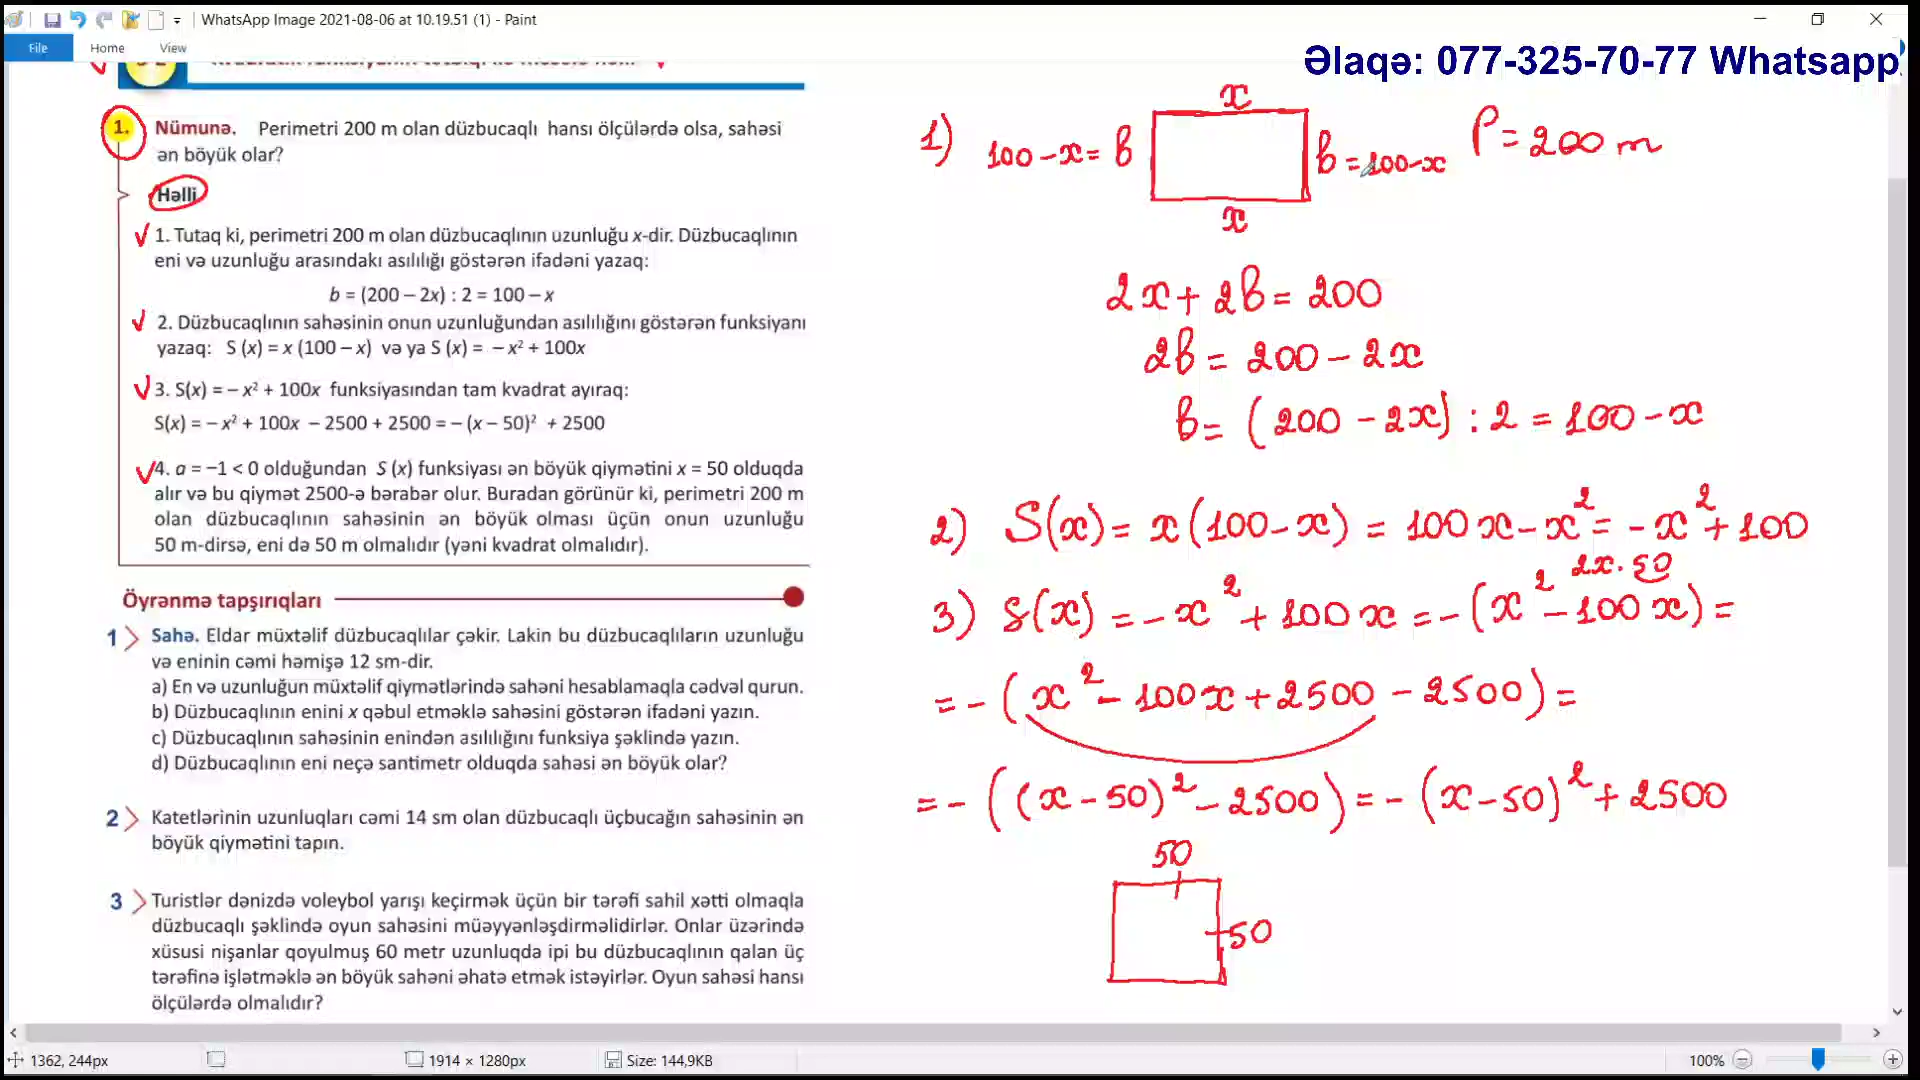 WhatsApp Image 2021-08-06 at 10.19.51 (1) - Paint
File Home View
Əlaqə: 077-325-70-77 Whatsapp
1. Nümunə. Perimetri 200 m olan düzbucaqlı hansı ölçülərdə olsa, sahəsi
ən böyük olar?
Həlli
1. Tutaq ki, perimetri 200 m olan düzbucaqlının uzunluğu x-dir. Düzbucaqlının
eni və uzunluğu arasındakı asılılığı göstərən ifadəni yazaq:
b = (200 – 2x) : 2 = 100 – x
2. Düzbucaqlının sahəsinin onun uzunluğundan asılılığını göstərən funksiyanı
yazaq: S (x) = x (100 – x) və ya S (x) = – x² + 100x
3. S(x) = – x² + 100x funksiyasından tam kvadrat ayıraq:
S(x) = – x² + 100x – 2500 + 2500 = – (x – 50)² + 2500
4. a = –1 < 0 olduğundan S (x) funksiyası ən böyük qiymətini x = 50 olduqda
alır və bu qiymət 2500-ə bərabər olur. Buradan görünür ki, perimetri 200 m
olan düzbucaqlının sahəsinin ən böyük olması üçün onun uzunluğu
50 m-dirsə, eni də 50 m olmalıdır (yəni kvadrat olmalıdır).
Öyrənmə tapşırıqları
1 Sahə. Eldar müxtəlif düzbucaqlılar çəkir. Lakin bu düzbucaqlıların uzunluğu
və eninin cəmi həmişə 12 sm-dir.
a) En və uzunluğun müxtəlif qiymətlərində sahəni hesablamaqla cədvəl qurun.
b) Düzbucaqlının enini x qəbul etməklə sahəsini göstərən ifadəni yazın.
c) Düzbucaqlının sahəsinin enindən asılılığını funksiya şəklində yazın.
d) Düzbucaqlının eni neçə santimetr olduqda sahəsi ən böyük olar?
2 Katetlərinin uzunluqları cəmi 14 sm olan düzbucaqlı üçbucağın sahəsinin ən
böyük qiymətini tapın.
3 Turistlər dənizdə voleybol yarışı keçirmək üçün bir tərəfi sahil xətti olmaqla
düzbucaqlı şəklində oyun sahəsini müəyyənləşdirməlidirlər. Onlar üzərində
xüsusi nişanlar qoyulmuş 60 metr uzunluqda ipi bu düzbucaqlının qalan üç
tərəfinə işlətməklə ən böyük sahəni əhatə etmək istəyirlər. Oyun sahəsi hansı
ölçülərdə olmalıdır?
x
1) 100 - x = b b = 100 - x P = 200 m
x
2x + 2b = 200
2b = 200 - 2x
b = (200 - 2x) : 2 = 100 - x
2) S(x) = x(100 - x) = 100x - x² = -x² + 100
2x . 50
3) S(x) = -x² + 100x = -(x² - 100x) =
= -(x² - 100x + 2500 - 2500) =
= -((x - 50)² - 2500) = -(x - 50)² + 2500
50
50
1362, 244px 1914 × 1280px Size: 144,9KB 100%